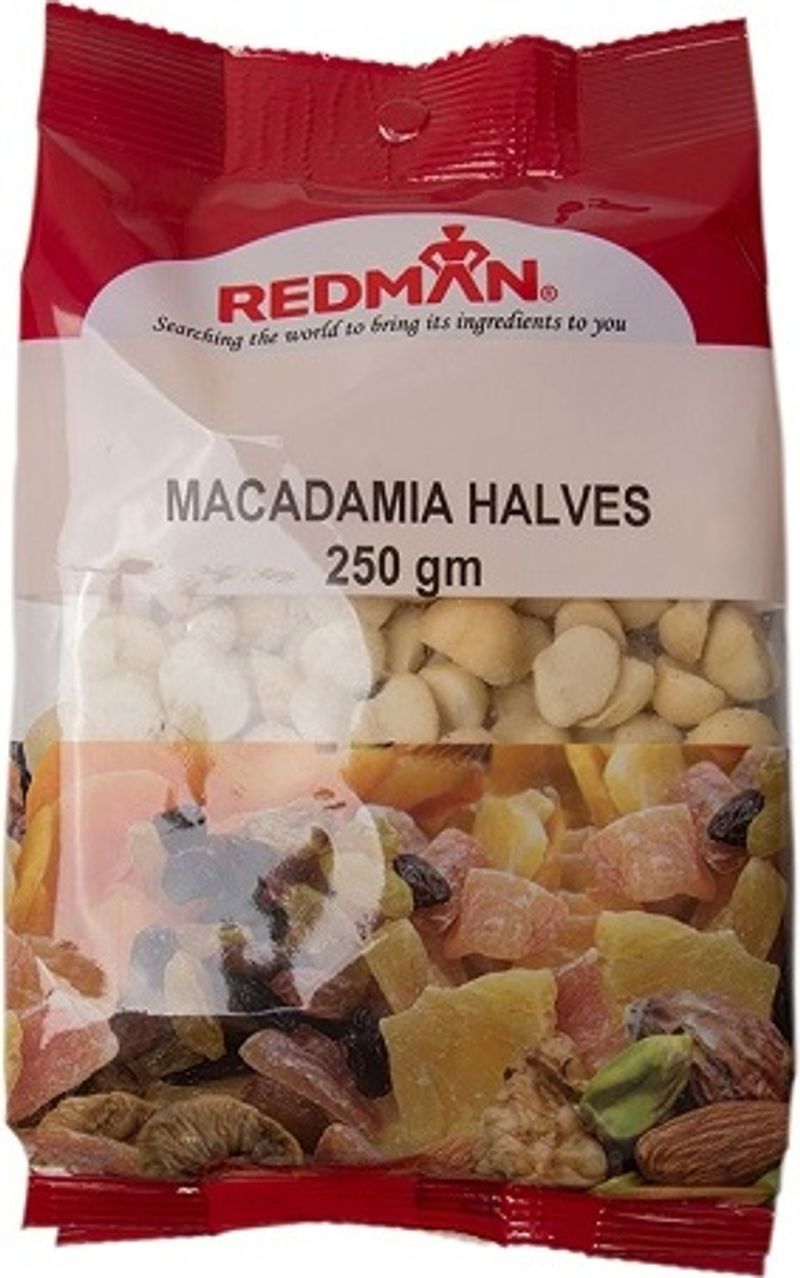 REDMAN®
Searching the world to bring its ingredients to you
MACADAMIA HALVES
250 gm